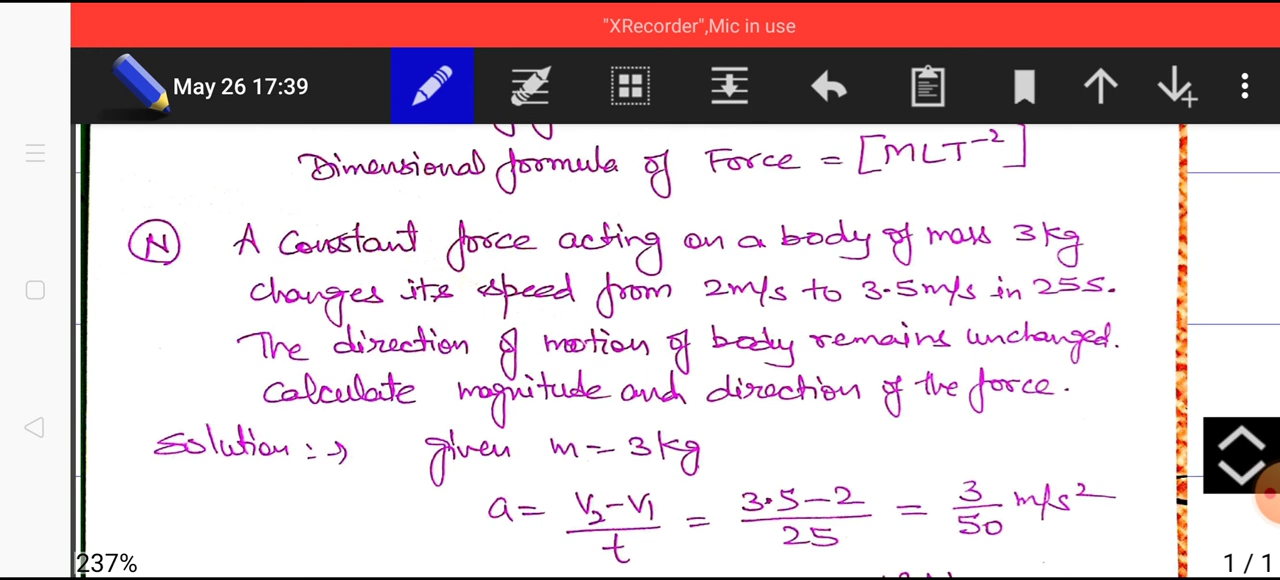 "XRecorder",Mic in use
May 26 17:39
Dimensional formula of Force = [MLT⁻²]
(N) A Constant force acting on a body of mass 3kg
changes its speed from 2m/s to 3.5m/s in 25s.
The direction of motion of body remains unchanged.
Calculate magnitude and direction of the force.
Solution :→ given m = 3kg
a = V₂-V₁/t = 3.5-2/25 = 3/50 m/s²
237%
1/1